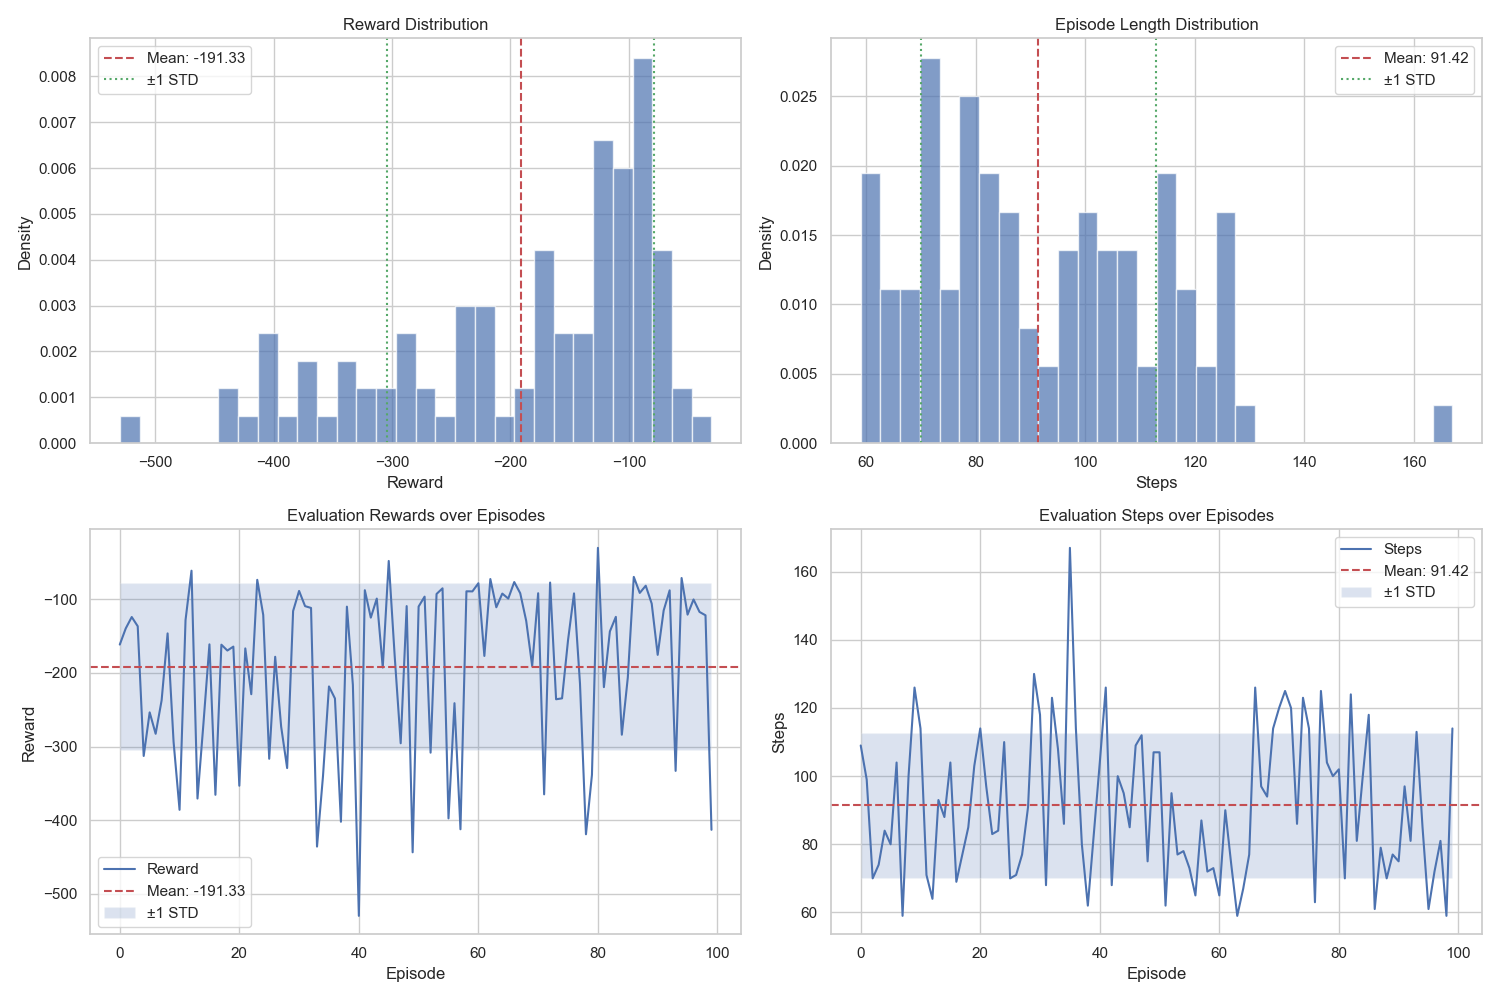 Reward Distribution
Mean: -191.33
±1 STD
Density
0.008
0.007
0.006
0.005
0.004
0.003
0.002
0.001
0.000
−500
−400
−300
−200
−100
Reward
Episode Length Distribution
Mean: 91.42
±1 STD
Density
0.025
0.020
0.015
0.010
0.005
0.000
60
80
100
120
140
160
Steps
Evaluation Rewards over Episodes
Reward
−100
−200
−300
−400
−500
Reward
Mean: -191.33
±1 STD
0
20
40
60
80
100
Episode
Evaluation Steps over Episodes
Steps
Mean: 91.42
±1 STD
Steps
160
140
120
100
80
60
0
20
40
60
80
100
Episode